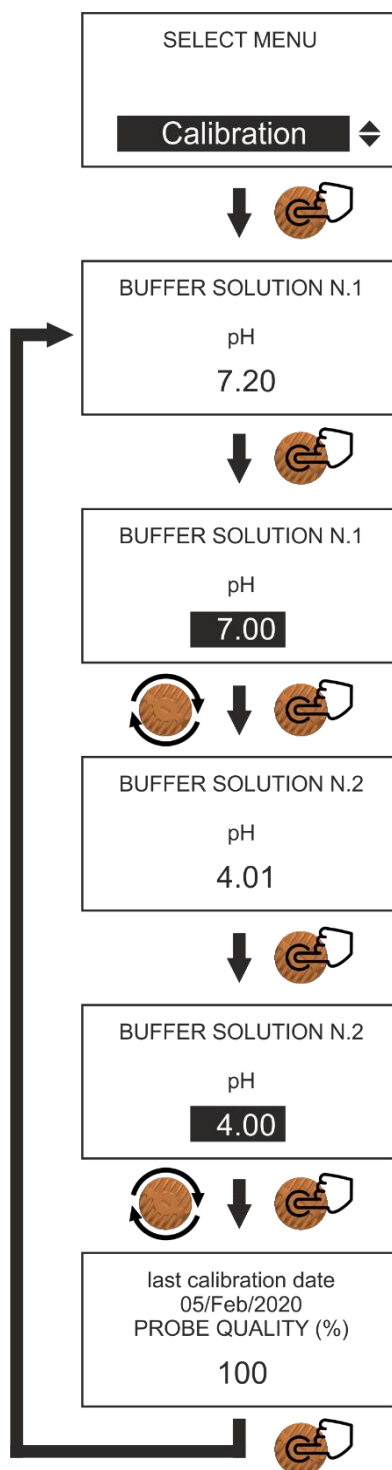 SELECT MENU
Calibration
BUFFER SOLUTION N.1
pH
7.20
BUFFER SOLUTION N.1
pH
7.00
BUFFER SOLUTION N.2
pH
4.01
BUFFER SOLUTION N.2
pH
4.00
last calibration date
05/Feb/2020
PROBE QUALITY (%)
100